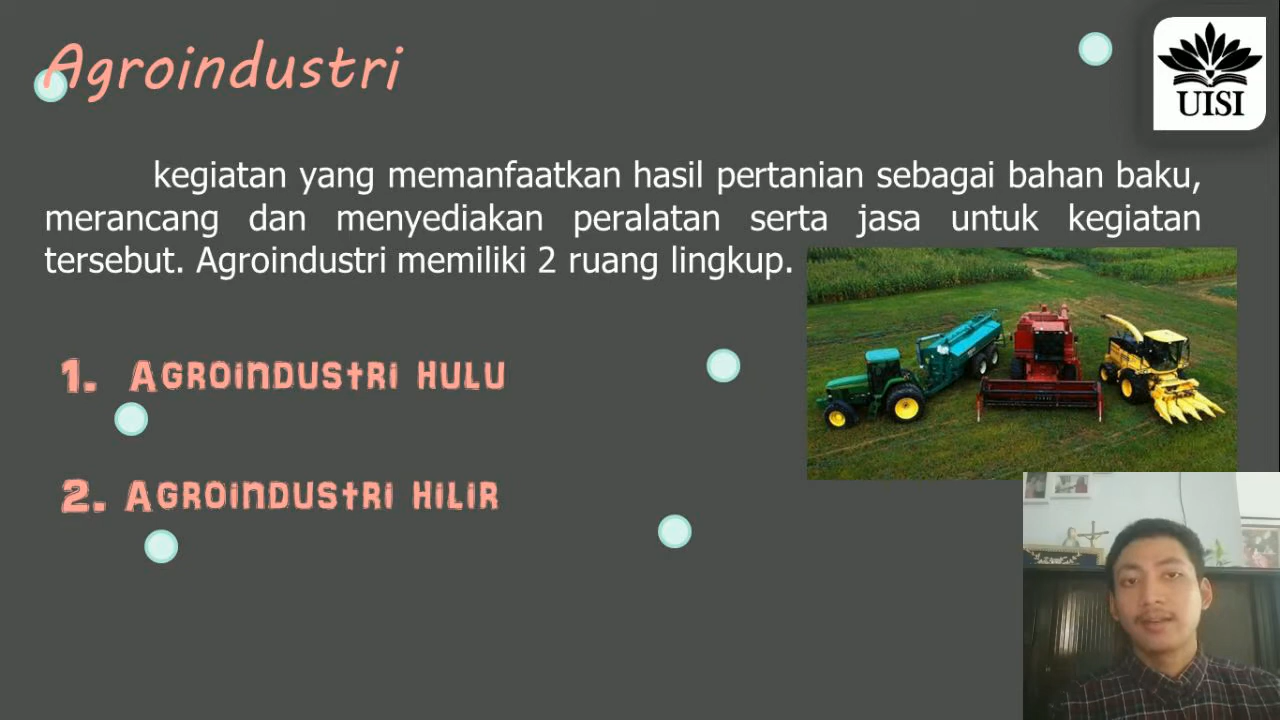 Agroindustri
UISI
kegiatan yang memanfaatkan hasil pertanian sebagai bahan baku,
merancang dan menyediakan peralatan serta jasa untuk kegiatan
tersebut. Agroindustri memiliki 2 ruang lingkup.
1. AGROiNDUStRi HULU
2. AGROiNDUStRi HiLiR